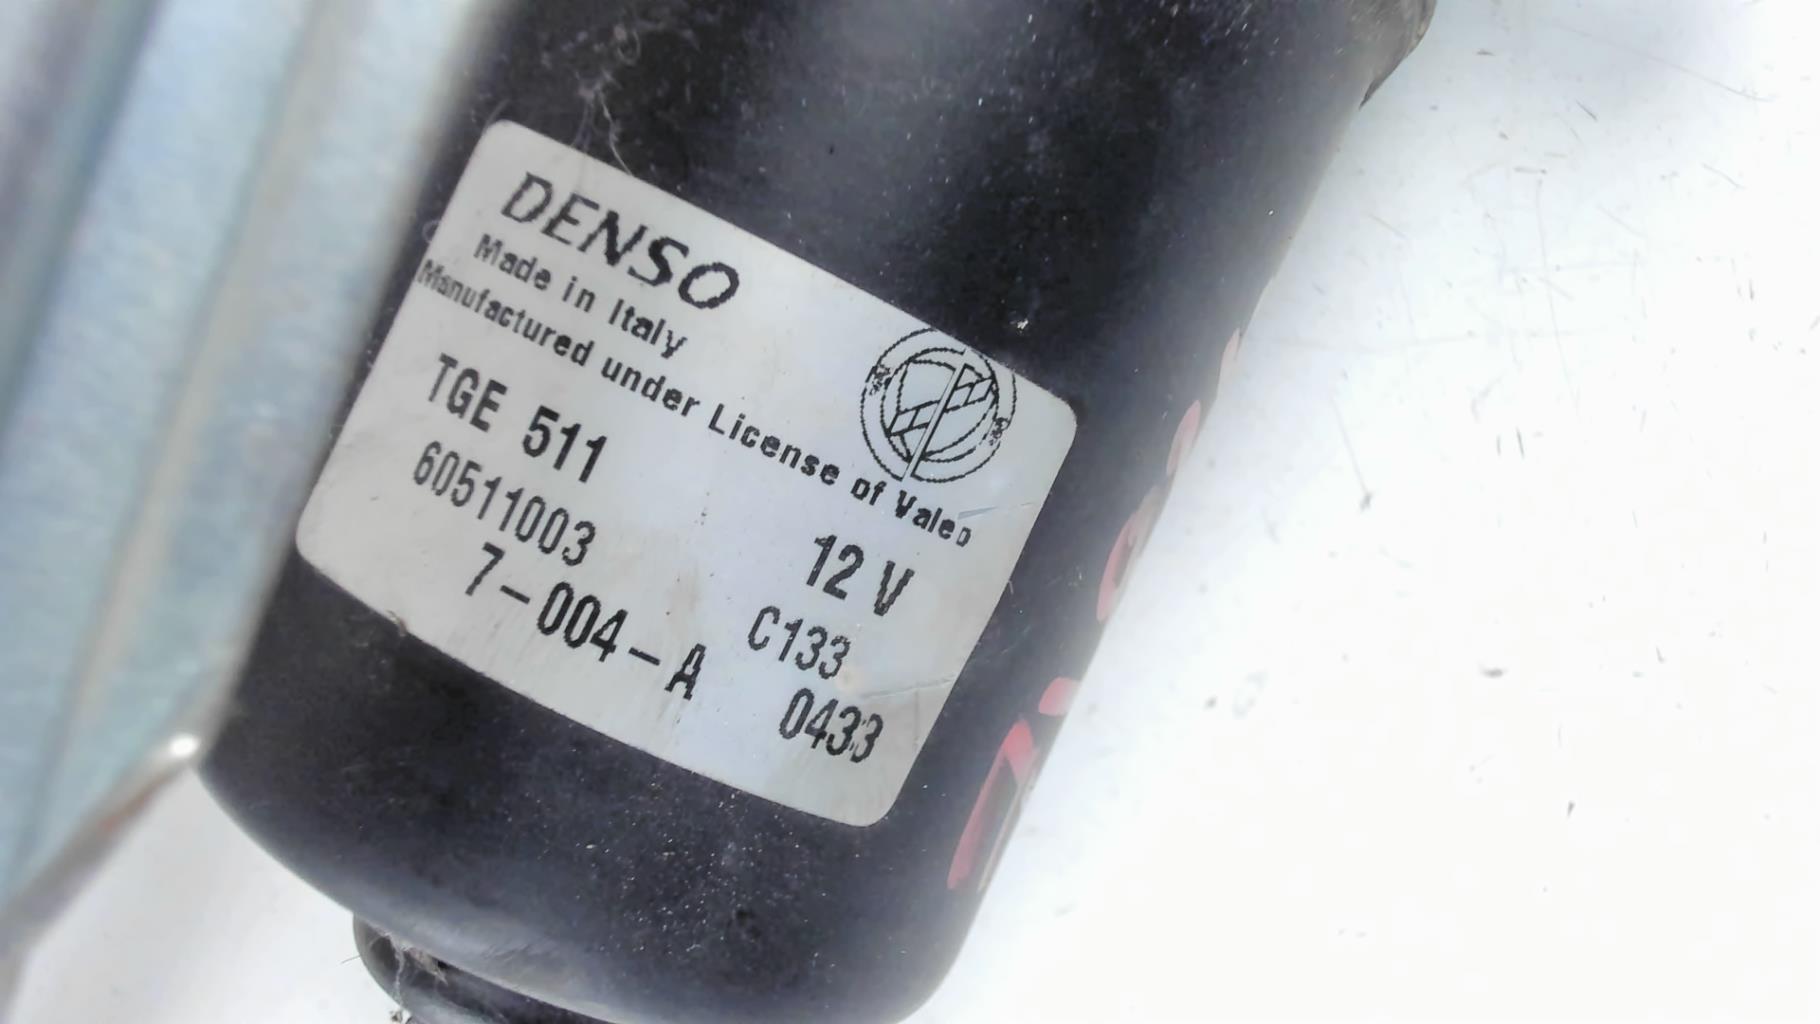 DENSO
Made in Italy
Manufactured under License of Valeo
TGE 511 12 V
60511003 C133
7-004-A 0433